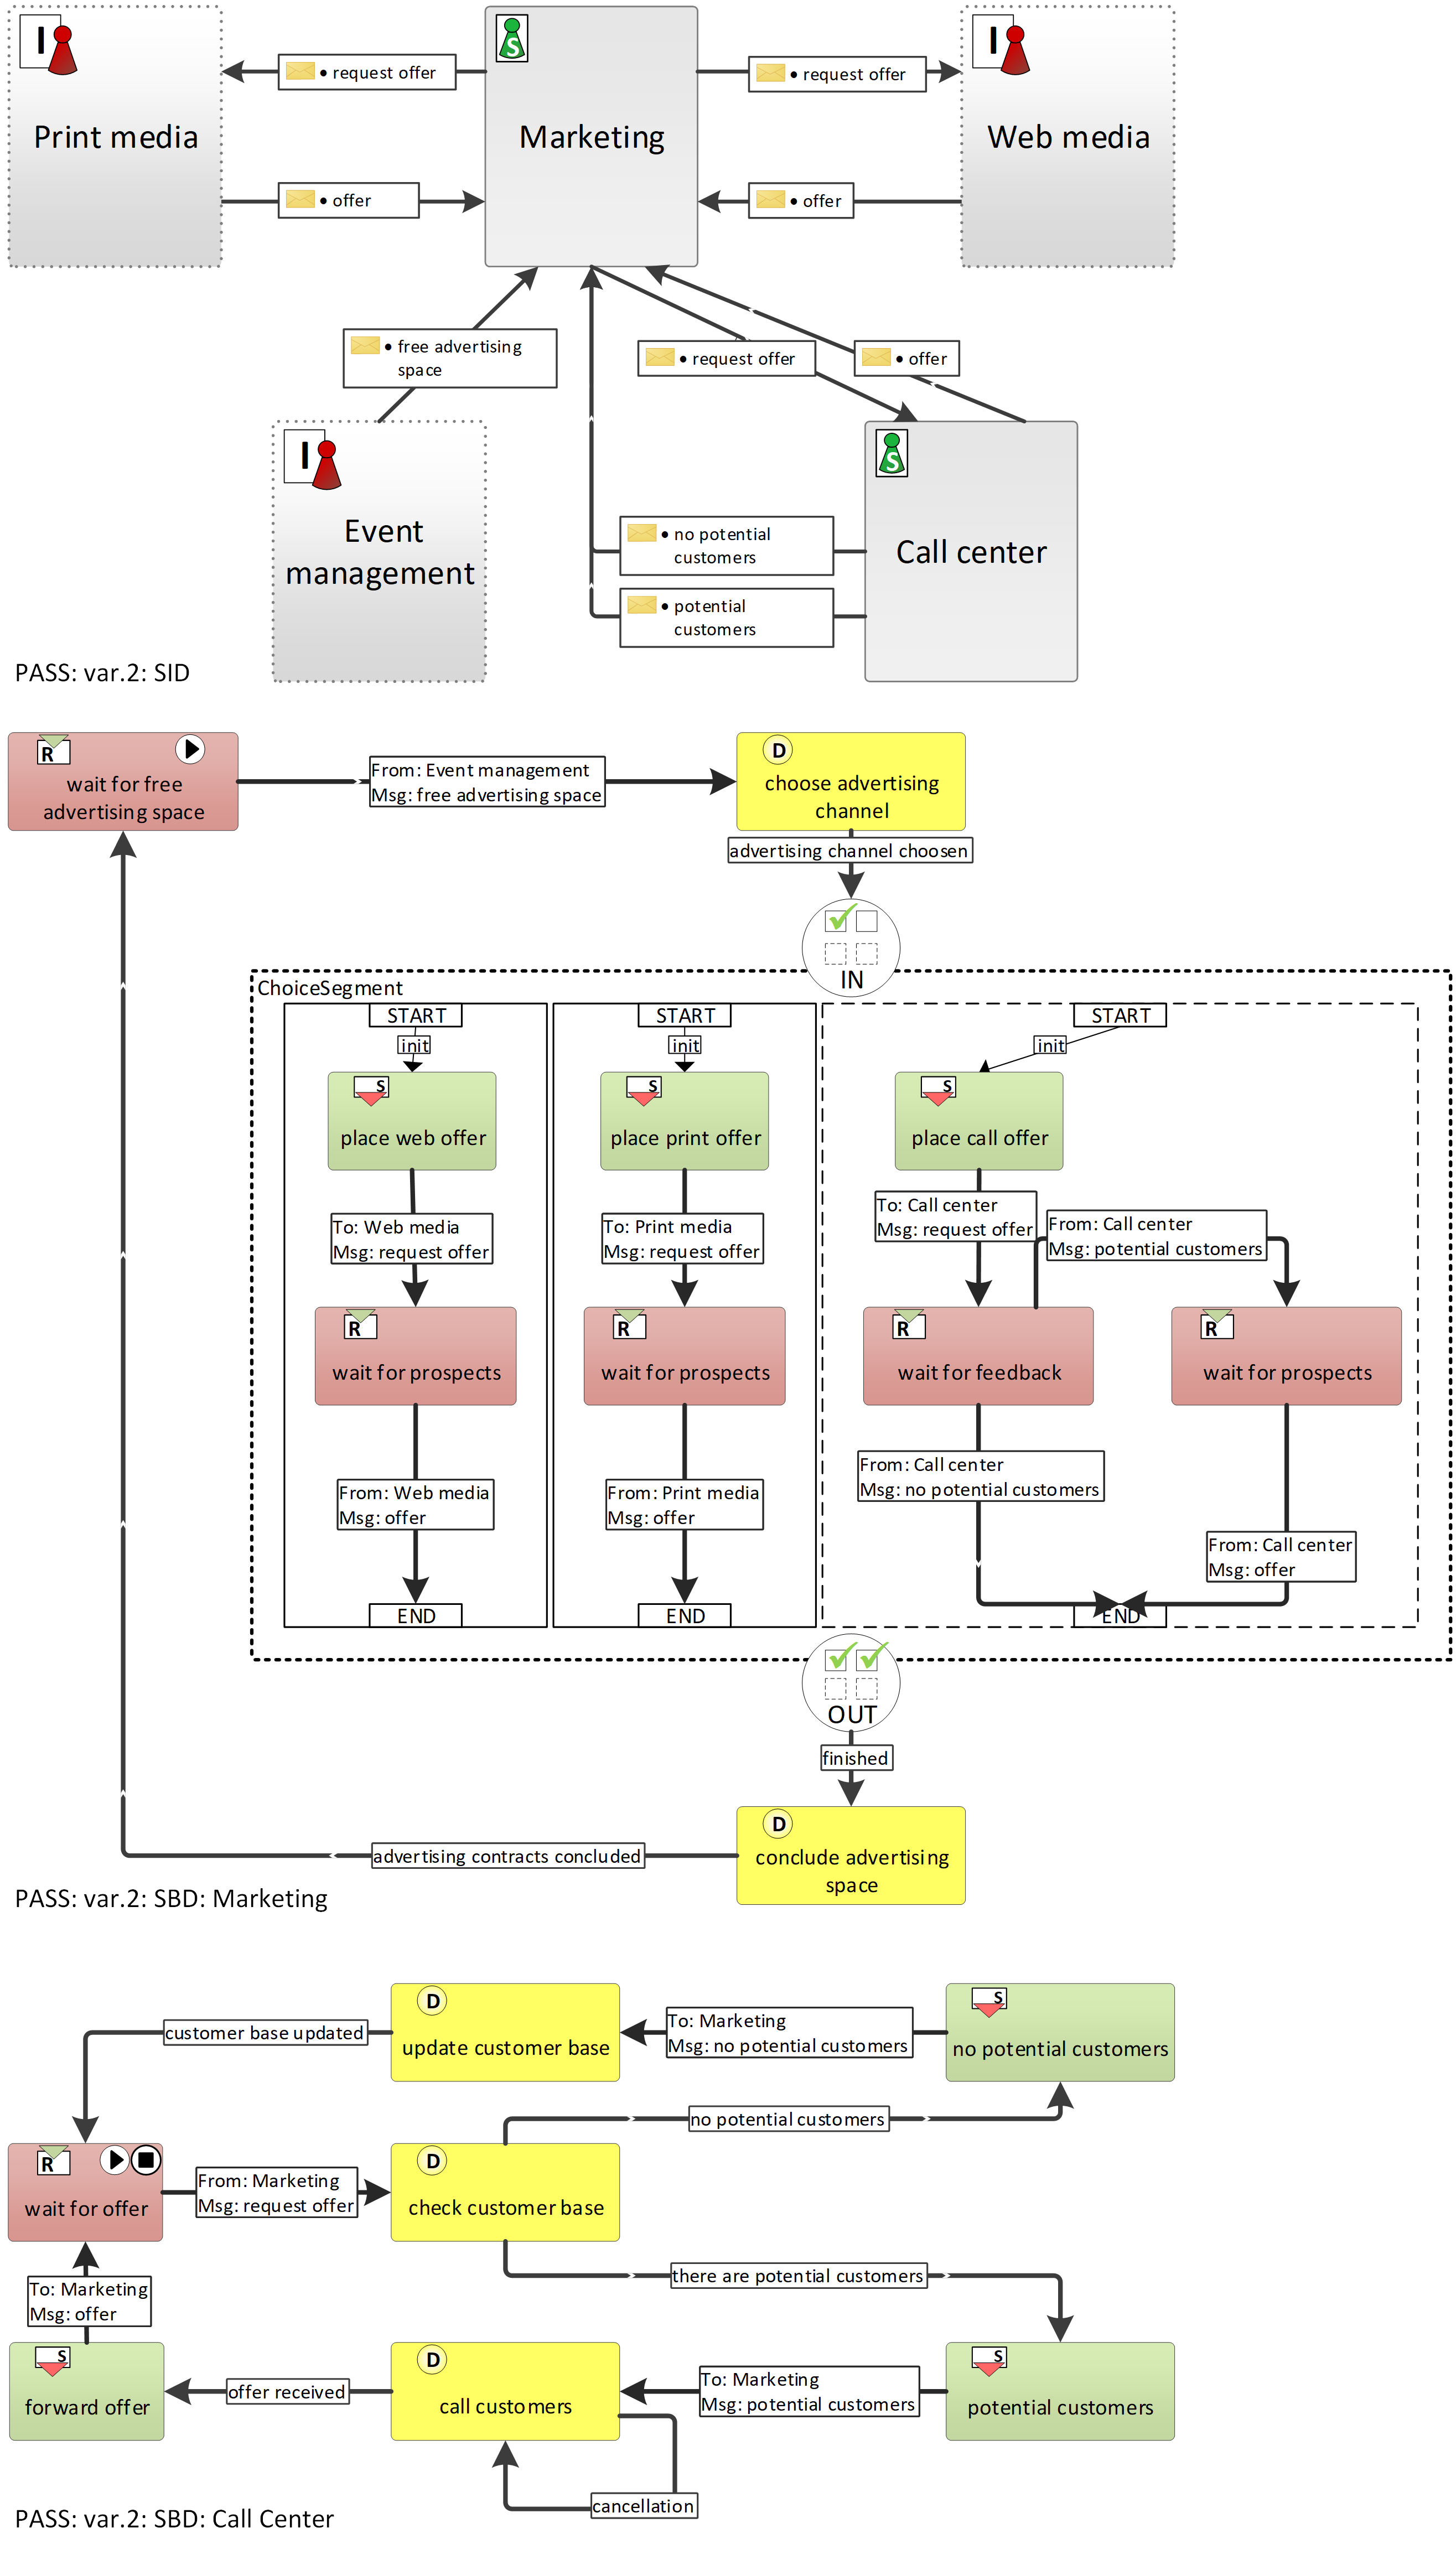 I
Print media
• request offer
S
Marketing
• request offer
I
Web media
• offer
• offer
• free advertising
space
• request offer
• offer
I
Event
management
S
Call center
• no potential
customers
• potential
customers
PASS: var.2: SID
R
wait for free
advertising space
From: Event management
Msg: free advertising space
D
choose advertising
channel
advertising channel choosen
IN
ChoiceSegment
START
START
START
init
init
init
S
place web offer
S
place print offer
S
place call offer
To: Web media
Msg: request offer
To: Print media
Msg: request offer
To: Call center
Msg: request offer
From: Call center
Msg: potential customers
R
wait for prospects
R
wait for prospects
R
wait for feedback
R
wait for prospects
From: Web media
Msg: offer
From: Print media
Msg: offer
From: Call center
Msg: no potential customers
From: Call center
Msg: offer
END
END
END
OUT
finished
D
conclude advertising
space
advertising contracts concluded
PASS: var.2: SBD: Marketing
customer base updated
D
update customer base
To: Marketing
Msg: no potential customers
S
no potential customers
no potential customers
R
wait for offer
From: Marketing
Msg: request offer
D
check customer base
there are potential customers
To: Marketing
Msg: offer
S
forward offer
offer received
D
call customers
To: Marketing
Msg: potential customers
S
potential customers
cancellation
PASS: var.2: SBD: Call Center